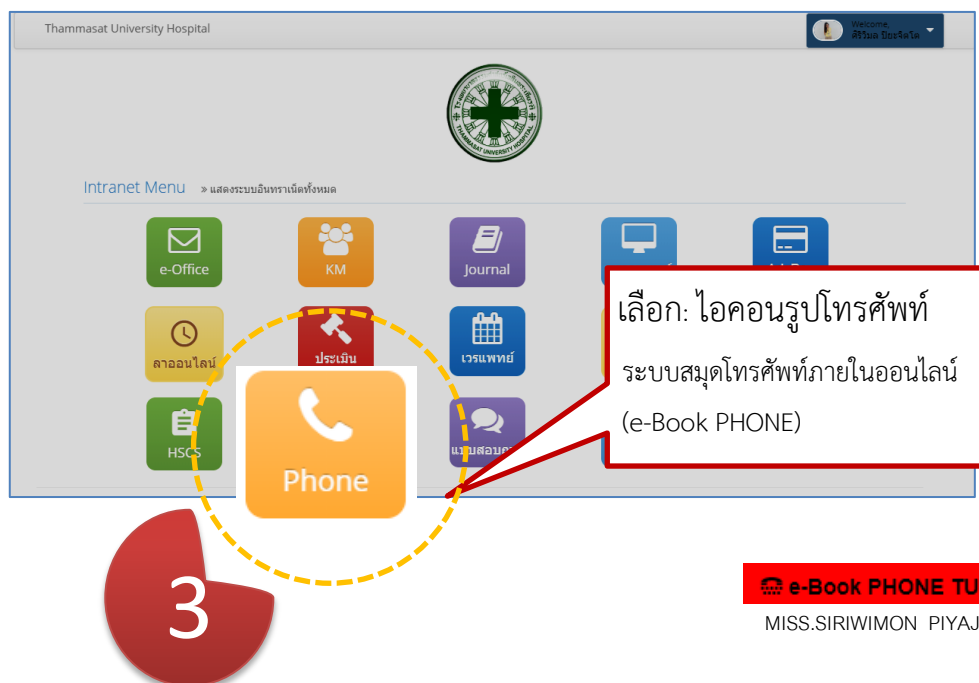 Thammasat University Hospital
Welcome,
ศิริวิมล ปิยะจิตโต
THAMMASAT UNIVERSITY HOSPITAL
Intranet Menu » แสดงระบบอินทราเน็ตทั้งหมด
e-Office
KM
Journal
ลาออนไลน์
ประเมิน
เวรแพทย์
HSCS
Phone
เลือก: ไอคอนรูปโทรศัพท์
ระบบสมุดโทรศัพท์ภายในออนไลน์
(e-Book PHONE)
3
e-Book PHONE TU
MISS.SIRIWIMON PIYAJ